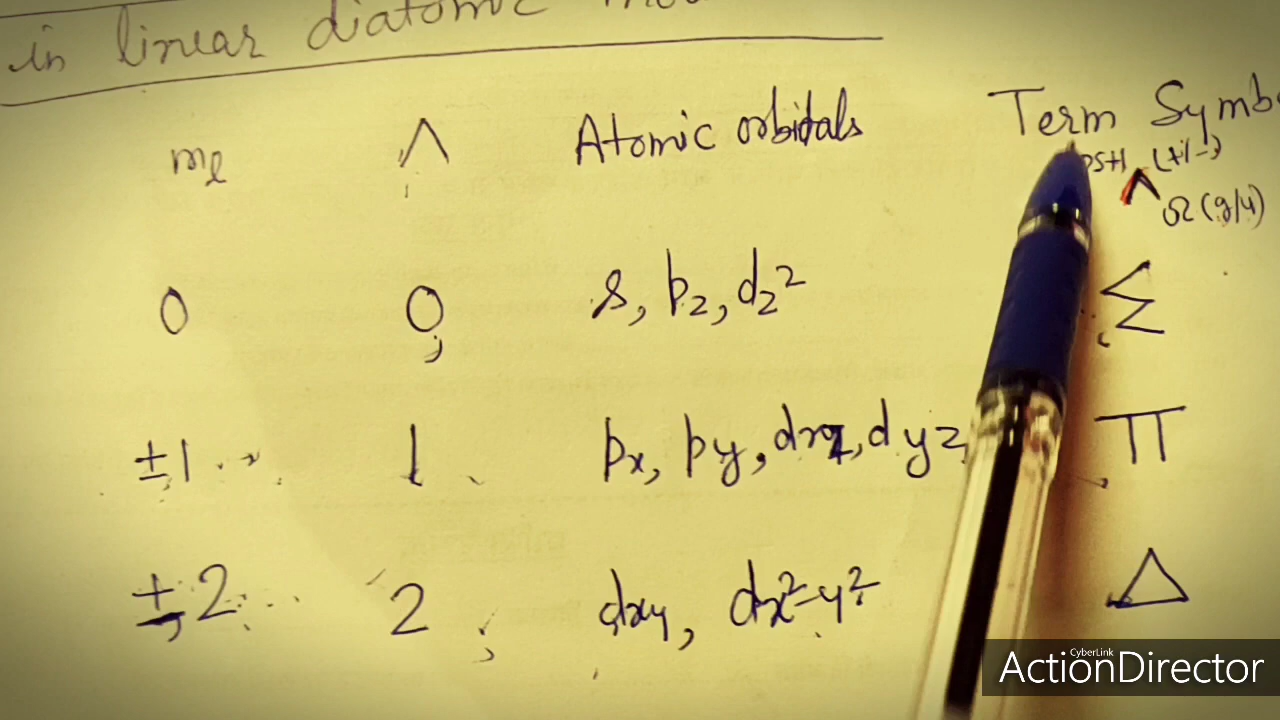 in linear diatomic
ml Λ Atomic orbitals Term Symb
2S+1 (+/-)
Λ
Ω(g/u)
0 0 s, pz, dz²
Σ
±1 1 px, py, dxz, dyz Π
±2 2 dxy, dx²-y² Δ
CyberLink
ActionDirector